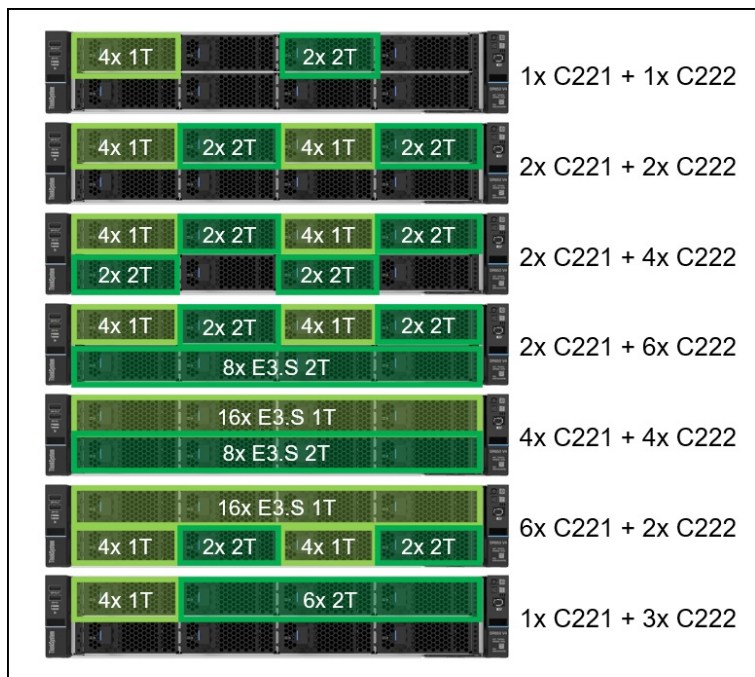 4x 1T 2x 2T
1x C221 + 1x C222
4x 1T 2x 2T 4x 1T 2x 2T
2x C221 + 2x C222
4x 1T 2x 2T 4x 1T 2x 2T
2x 2T 2x 2T
2x C221 + 4x C222
4x 1T 2x 2T 4x 1T 2x 2T
8x E3.S 2T
2x C221 + 6x C222
16x E3.S 1T
8x E3.S 2T
4x C221 + 4x C222
16x E3.S 1T
4x 1T 2x 2T 4x 1T 2x 2T
6x C221 + 2x C222
4x 1T 6x 2T
1x C221 + 3x C222